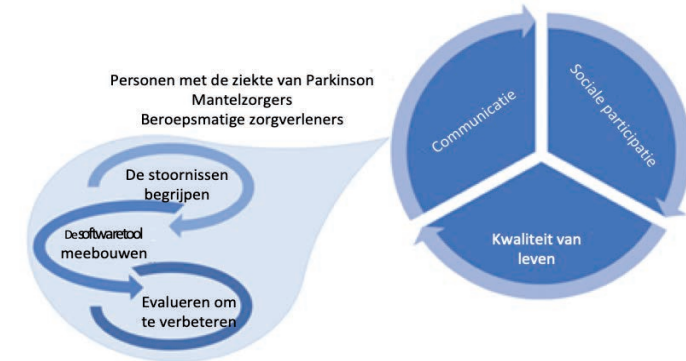 Personen met de ziekte van Parkinson
Mantelzorgers
Beroepsmatige zorgverleners
De stoornissen
begrijpen
De softwaretool
meebouwen
Evalueren om
te verbeteren
Communicatie
Sociale participatie
Kwaliteit van
leven